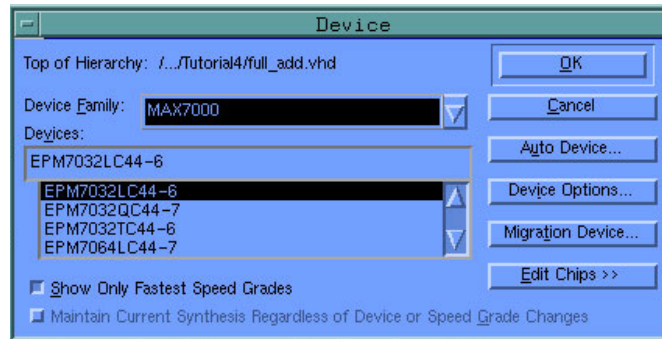 Device
Top of Hierarchy: /.../Tutorial4/full_add.vhd
OK
Device Family: MAX7000
Cancel
Devices:
Auto Device...
EPM7032LC44-6
EPM7032LC44-6
Device Options...
EPM7032QC44-7
EPM7032TC44-6
Migration Device...
EPM7064LC44-7
Edit Chips >>
Show Only Fastest Speed Grades
Maintain Current Synthesis Regardless of Device or Speed Grade Changes